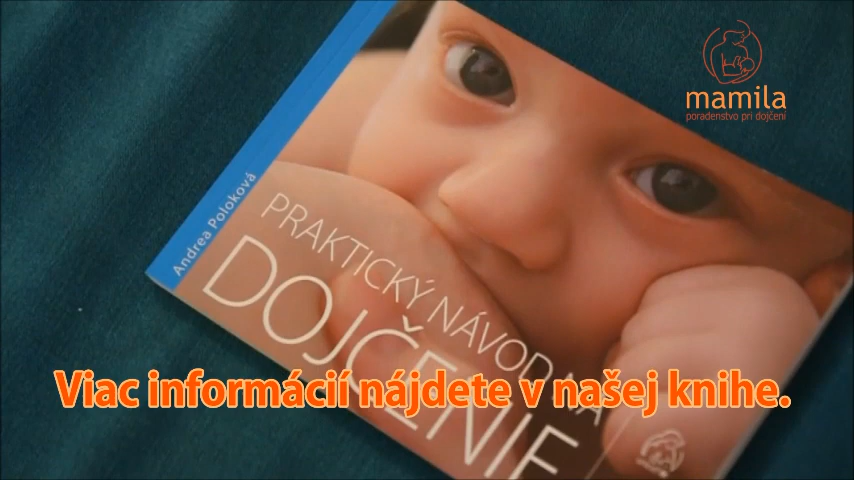 mamila
poradenstvo pri dojčení
Andrea Poloková
PRAKTICKÝ NÁVOD NA
DOJČENIE
Viac informácií nájdete v našej knihe.